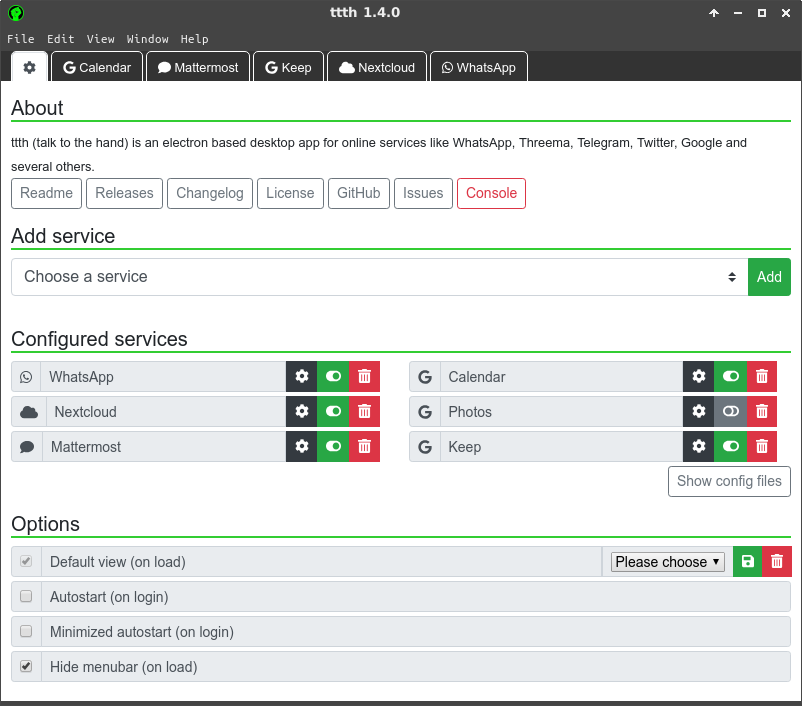 ttth 1.4.0
File Edit View Window Help
Calendar Mattermost Keep Nextcloud WhatsApp
About
ttth (talk to the hand) is an electron based desktop app for online services like WhatsApp, Threema, Telegram, Twitter, Google and
several others.
Readme Releases Changelog License GitHub Issues Console
Add service
Choose a service Add
Configured services
WhatsApp Calendar
Nextcloud Photos
Mattermost Keep
Show config files
Options
Default view (on load) Please choose
Autostart (on login)
Minimized autostart (on login)
Hide menubar (on load)